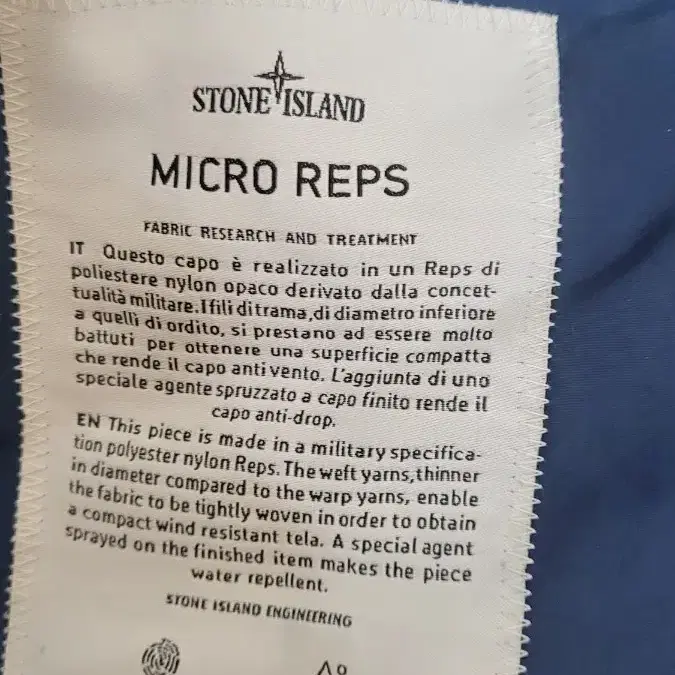 STONE ISLAND
MICRO REPS
FABRIC RESEARCH AND TREATMENT
IT Questo capo è realizzato in un Reps di
poliestere nylon opaco derivato dalla concet-
tualità militare. I fili di trama, di diametro inferiore
a quelli di ordito, si prestano ad essere molto
battuti per ottenere una superficie compatta
che rende il capo antivento. L'aggiunta di uno
speciale agente spruzzato a capo finito rende il
capo anti-drop.
EN This piece is made in a military specifica-
tion polyester nylon Reps. The weft yarns, thinner
in diameter compared to the warp yarns, enable
the fabric to be tightly woven in order to obtain
a compact wind resistant tela. A special agent
sprayed on the finished item makes the piece
water repellent.
STONE ISLAND ENGINEERING